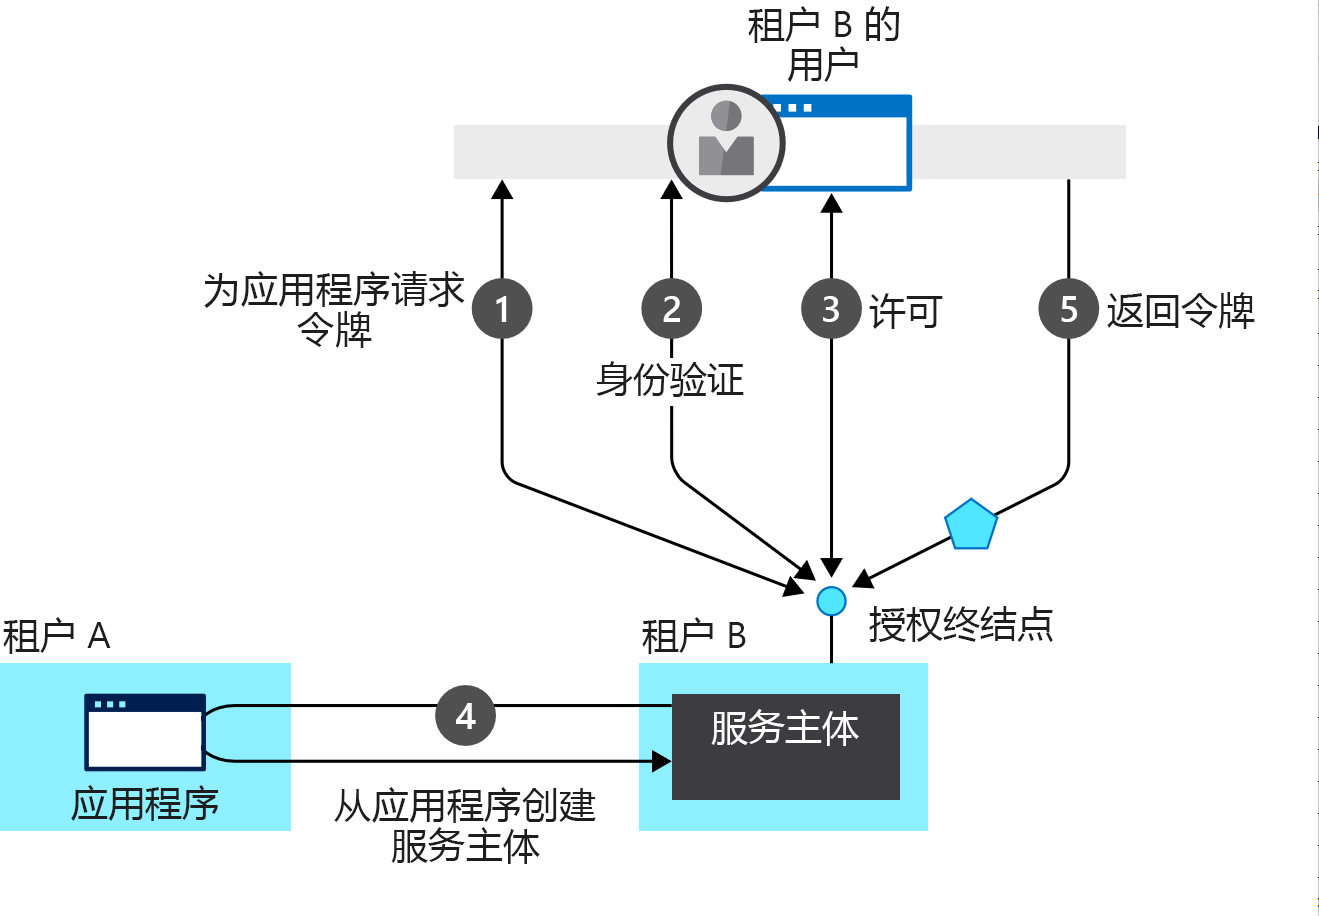 租户 B 的
用户
为应用程序请求
令牌
1
2
3
许可
5
返回令牌
身份验证
授权终结点
租户 A
租户 B
4
服务主体
应用程序
从应用程序创建
服务主体